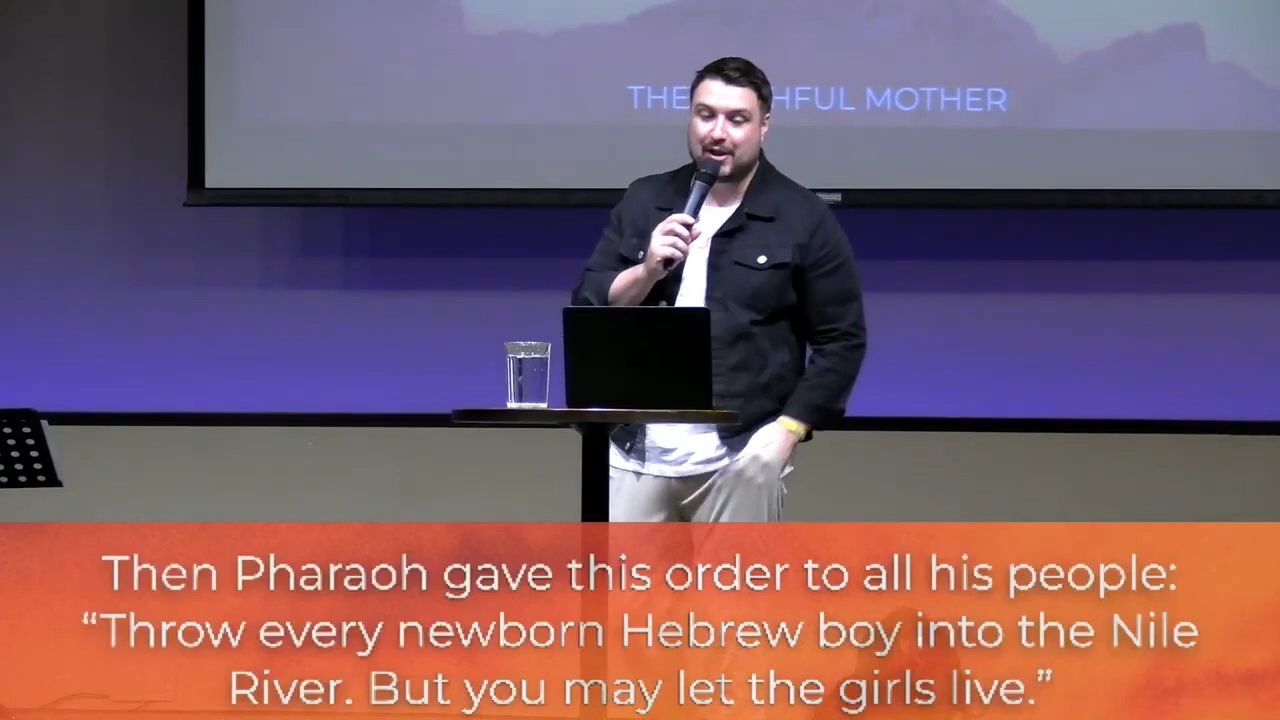 THE HFUL MOTHER
Then Pharaoh gave this order to all his people:
“Throw every newborn Hebrew boy into the Nile
River. But you may let the girls live.”